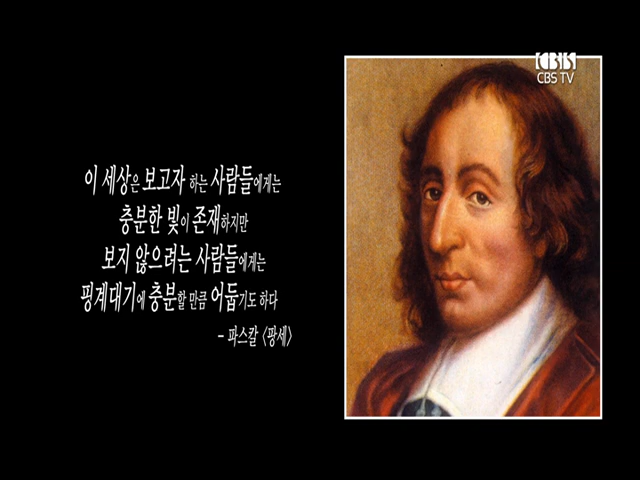 CBS
CBS TV
이 세상은 보고자 하는 사람들에게는
충분한 빛이 존재하지만
보지 않으려는 사람들에게는
핑계대기에 충분할 만큼 어둡기도 하다
- 파스칼 <팡세>